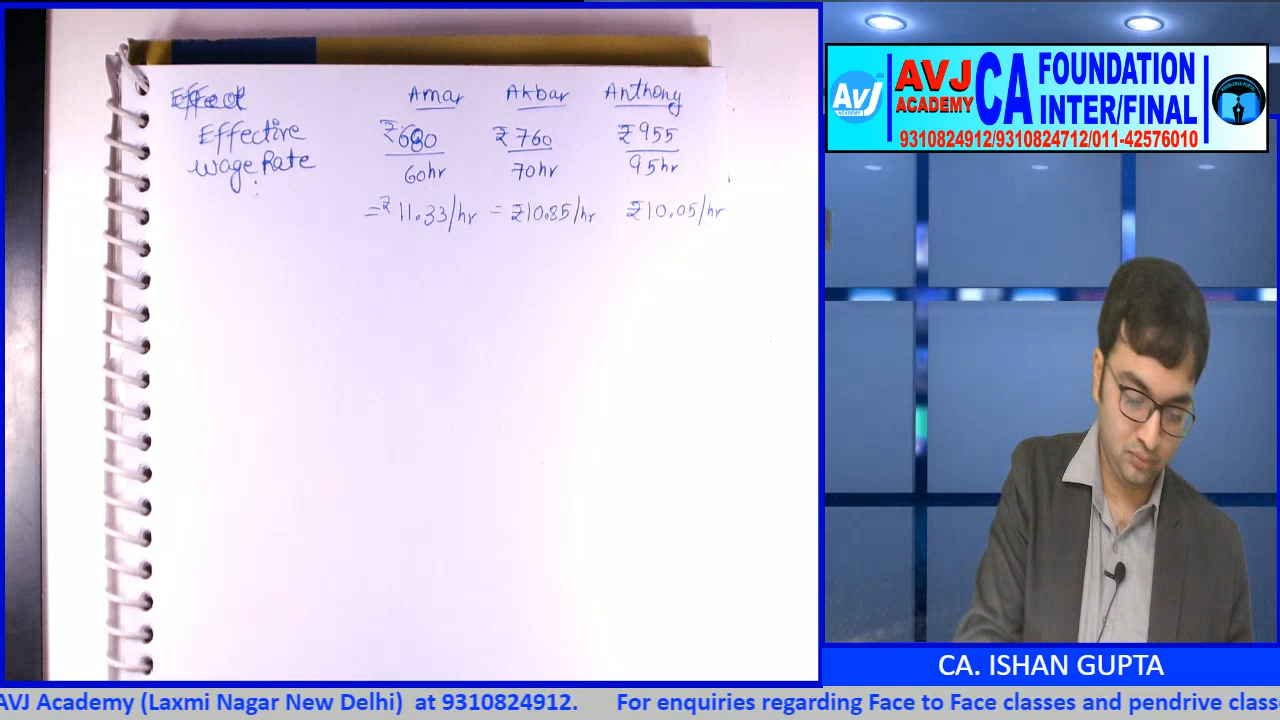 Effect
Amar Akbar Anthony
Effective ₹680 ₹760 ₹955
Wage Rate 60hr 70hr 95hr
=₹11.33/hr =₹10.85/hr ₹10.05/hr
AVJ
ACADEMY
AVJ
ACADEMY
CA
FOUNDATION
INTER/FINAL
9310824912/9310824712/011-42576010
CA. ISHAN GUPTA
AVJ Academy (Laxmi Nagar New Delhi) at 9310824912. For enquiries regarding Face to Face classes and pendrive class